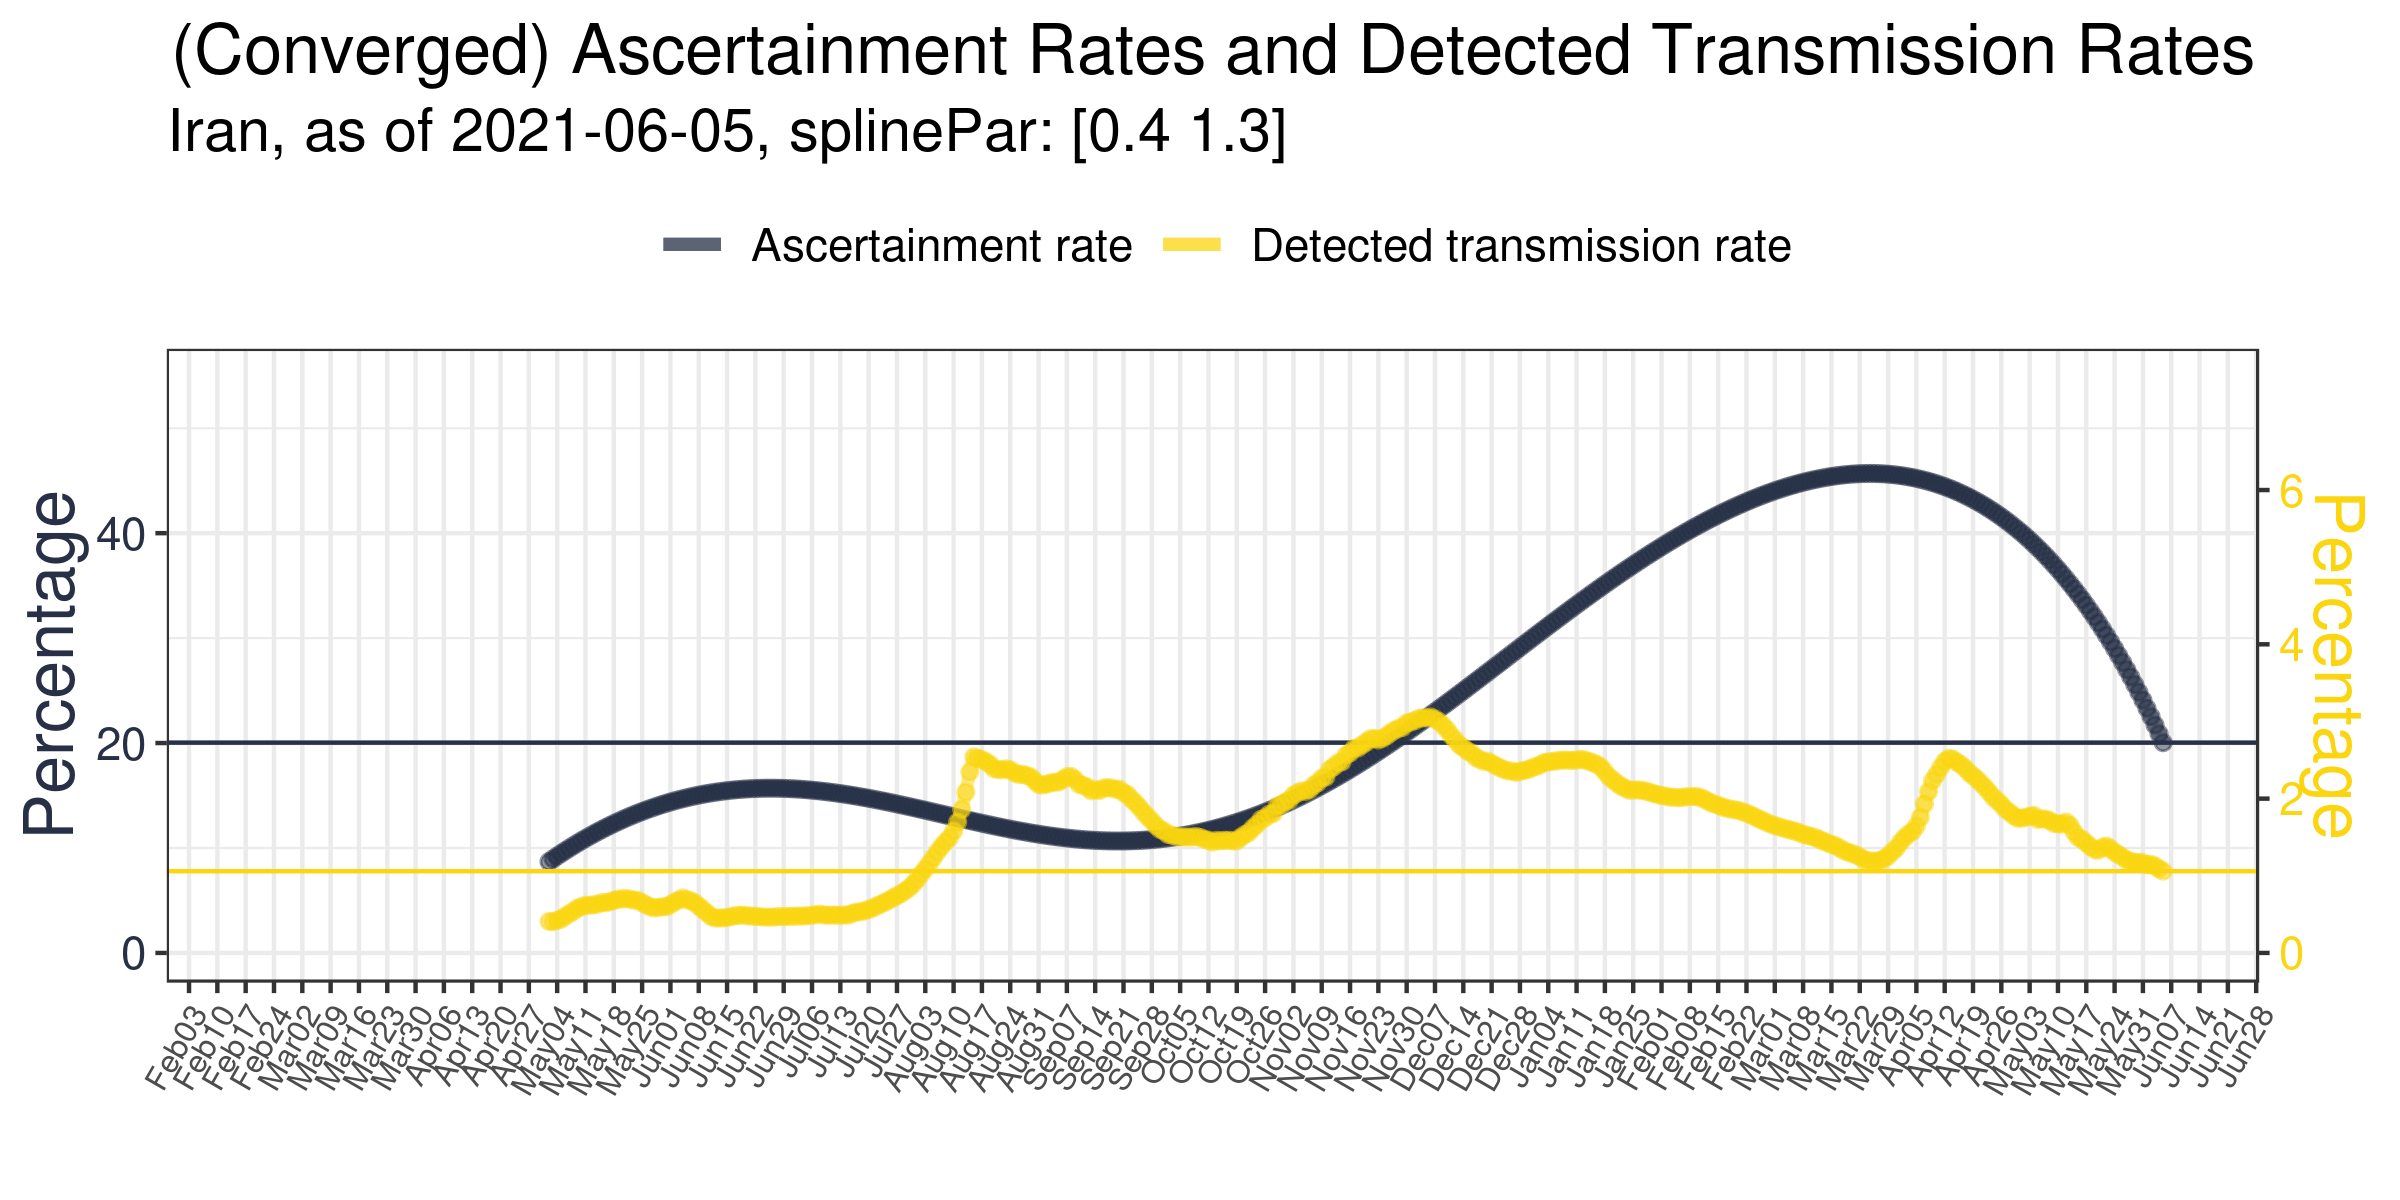 (Converged) Ascertainment Rates and Detected Transmission Rates
Iran, as of 2021-06-05, splinePar: [0.4 1.3]
Ascertainment rate Detected transmission rate
Percentage
40
20
0
6
4
2
0
Percentage
Feb03 Feb10 Feb17 Feb24 Mar02 Mar09 Mar16 Mar23 Mar30 Apr06 Apr13 Apr20 Apr27 May04 May11 May18 May25 Jun01 Jun08 Jun15 Jun22 Jun29 Jul06 Jul13 Jul20 Jul27 Aug03 Aug10 Aug17 Aug24 Aug31 Sep07 Sep14 Sep21 Sep28 Oct05 Oct12 Oct19 Oct26 Nov02 Nov09 Nov16 Nov23 Nov30 Dec07 Dec14 Dec21 Dec28 Jan04 Jan11 Jan18 Jan25 Feb01 Feb08 Feb15 Feb22 Mar01 Mar08 Mar15 Mar22 Mar29 Apr05 Apr12 Apr19 Apr26 May03 May10 May17 May24 May31 Jun07 Jun14 Jun21 Jun28